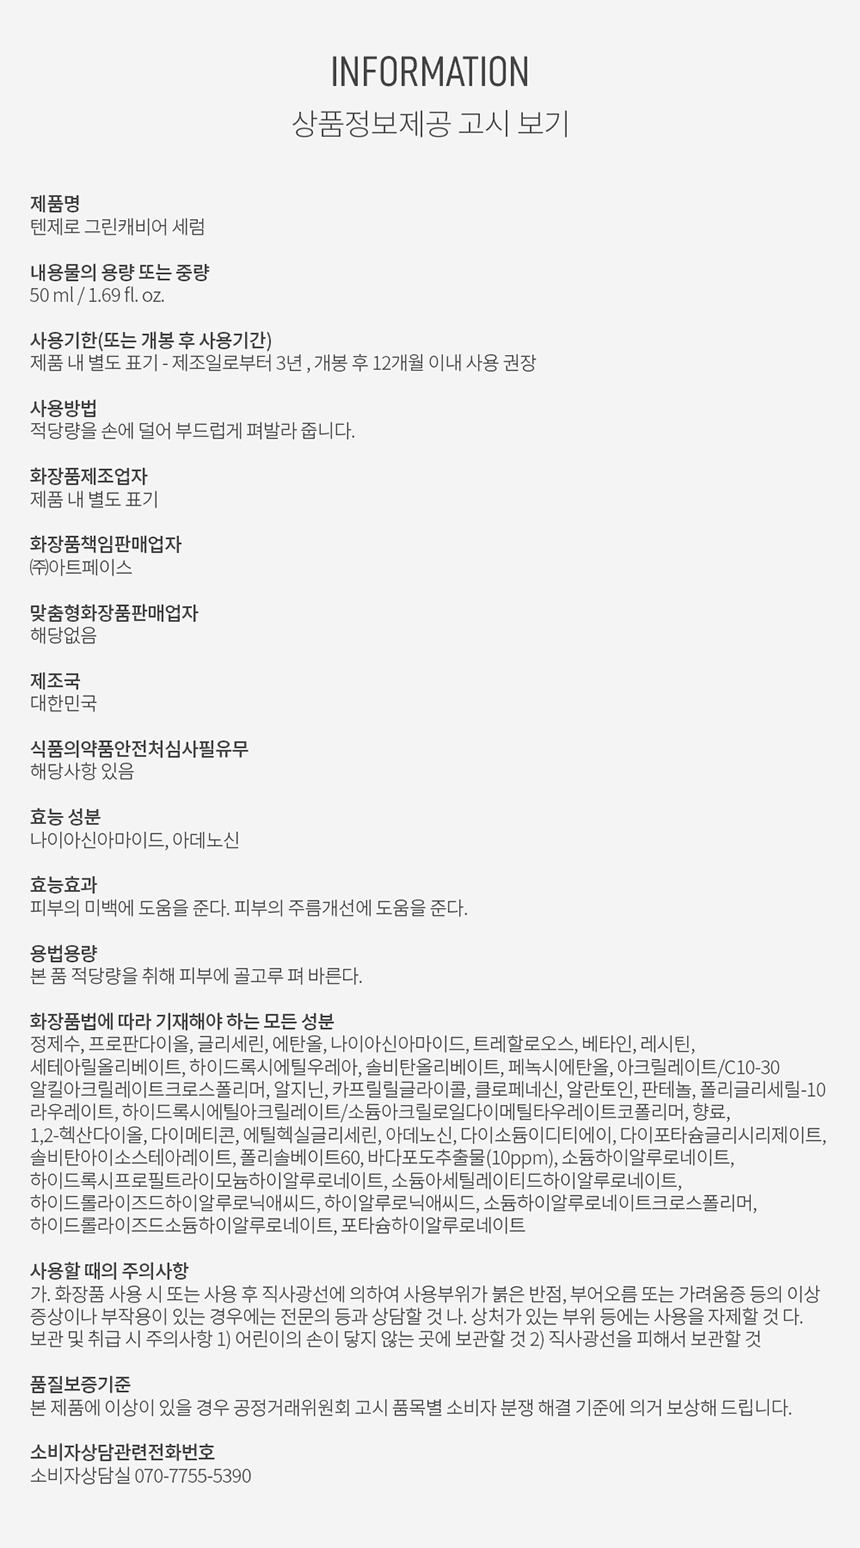 INFORMATION
상품정보제공 고시 보기
제품명
텐제로 그린캐비어 세럼
내용물의 용량 또는 중량
50 ml / 1.69 fl. oz.
사용기한(또는 개봉 후 사용기간)
제품 내 별도 표기 - 제조일로부터 3년 , 개봉 후 12개월 이내 사용 권장
사용방법
적당량을 손에 덜어 부드럽게 펴발라 줍니다.
화장품제조업자
제품 내 별도 표기
화장품책임판매업자
㈜아트페이스
맞춤형화장품판매업자
해당없음
제조국
대한민국
식품의약품안전처심사필유무
해당사항 있음
효능 성분
나이아신아마이드, 아데노신
효능효과
피부의 미백에 도움을 준다. 피부의 주름개선에 도움을 준다.
용법용량
본 품 적당량을 취해 피부에 골고루 펴 바른다.
화장품법에 따라 기재해야 하는 모든 성분
정제수, 프로판다이올, 글리세린, 에탄올, 나이아신아마이드, 트레할로오스, 베타인, 레시틴,
세테아릴올리베이트, 하이드록시에틸우레아, 솔비탄올리베이트, 페녹시에탄올, 아크릴레이트/C10-30
알킬아크릴레이트크로스폴리머, 알지닌, 카프릴릴글라이콜, 클로페네신, 알란토인, 판테놀, 폴리글리세릴-10
라우레이트, 하이드록시에틸아크릴레이트/소듐아크릴로일다이메틸타우레이트코폴리머, 향료,
1,2-헥산다이올, 다이메티콘, 에틸헥실글리세린, 아데노신, 다이소듐이디티에이, 다이포타슘글리시리제이트,
솔비탄아이소스테아레이트, 폴리솔베이트60, 바다포도추출물(10ppm), 소듐하이알루로네이트,
하이드록시프로필트라이모늄하이알루로네이트, 소듐아세틸레이티드하이알루로네이트,
하이드롤라이즈드하이알루로닉애씨드, 하이알루로닉애씨드, 소듐하이알루로네이트크로스폴리머,
하이드롤라이즈드소듐하이알루로네이트, 포타슘하이알루로네이트
사용할 때의 주의사항
가. 화장품 사용 시 또는 사용 후 직사광선에 의하여 사용부위가 붉은 반점, 부어오름 또는 가려움증 등의 이상
증상이나 부작용이 있는 경우에는 전문의 등과 상담할 것 나. 상처가 있는 부위 등에는 사용을 자제할 것 다.
보관 및 취급 시 주의사항 1) 어린이의 손이 닿지 않는 곳에 보관할 것 2) 직사광선을 피해서 보관할 것
품질보증기준
본 제품에 이상이 있을 경우 공정거래위원회 고시 품목별 소비자 분쟁 해결 기준에 의거 보상해 드립니다.
소비자상담관련전화번호
소비자상담실 070-7755-5390